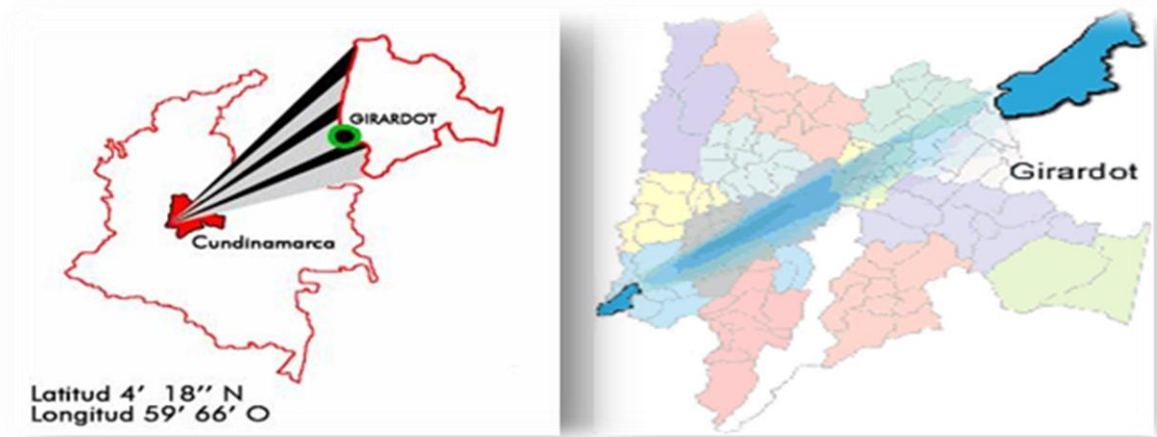 GIRARDOT
Cundinamarca
Latitud 4' 18'' N
Longitud 59' 66' O
Girardot